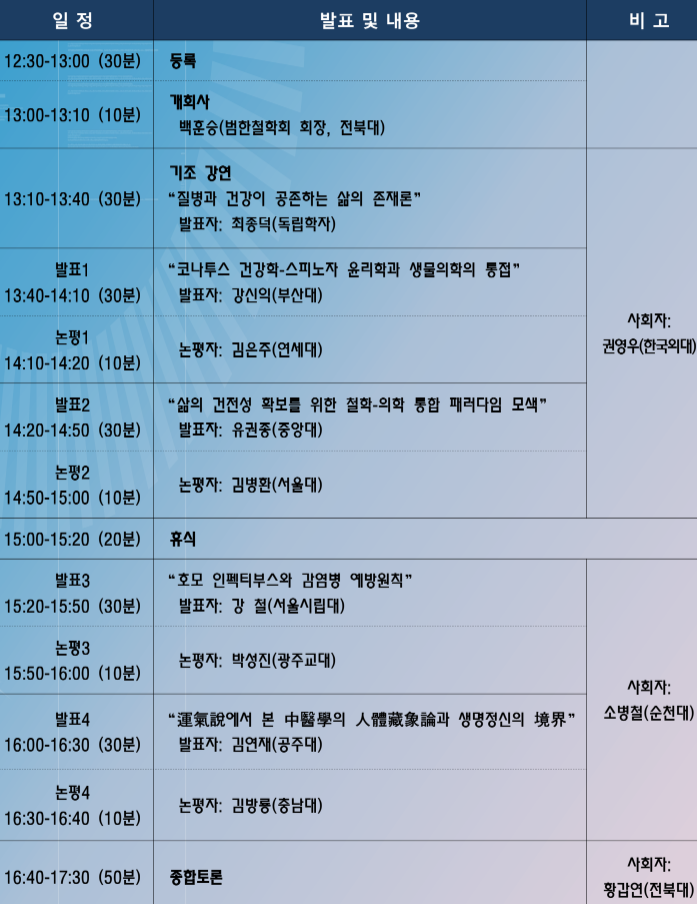 일 정 발표 및 내용 비 고
12:30-13:00 (30분) 등록
13:00-13:10 (10분) 개회사
백훈승(범한철학회 회장, 전북대)
13:10-13:40 (30분) 기조 강연
“질병과 건강이 공존하는 삶의 존재론”
발표자: 최종덕(독립학자)
발표1
13:40-14:10 (30분)
“코나투스 건강학-스피노자 윤리학과 생물의학의 통접”
발표자: 강신익(부산대)
논평1
14:10-14:20 (10분)
논평자: 김은주(연세대)
발표2
14:20-14:50 (30분)
“삶의 건전성 확보를 위한 철학-의학 통합 패러다임 모색”
발표자: 유권종(중앙대)
논평2
14:50-15:00 (10분)
논평자: 김병환(서울대)
사회자:
권영우(한국외대)
15:00-15:20 (20분) 휴식
발표3
15:20-15:50 (30분)
“호모 인펙티부스와 감염병 예방원칙”
발표자: 강 철(서울시립대)
논평3
15:50-16:00 (10분)
논평자: 박성진(광주교대)
발표4
16:00-16:30 (30분)
“運氣說에서 본 中醫學의 人體藏象論과 생명정신의 境界”
발표자: 김연재(공주대)
논평4
16:30-16:40 (10분)
논평자: 김방룡(충남대)
사회자:
소병철(순천대)
16:40-17:30 (50분) 종합토론
사회자:
황갑연(전북대)